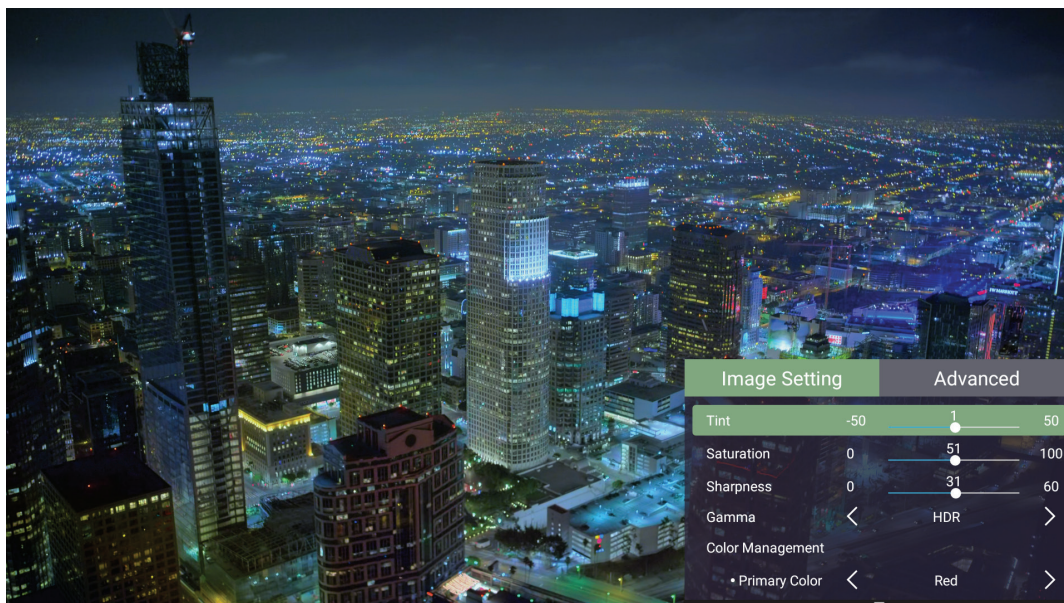 Image Setting Advanced
Tint -50 1 50
Saturation 0 51 100
Sharpness 0 31 60
Gamma HDR
Color Management
• Primary Color Red